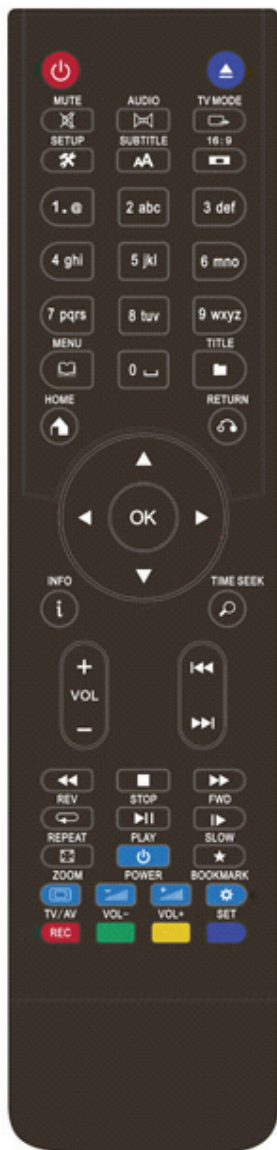 MUTE AUDIO TV MODE
SETUP SUBTITLE 16:9
AA
1.@ 2 abc 3 def
4 ghi 5 jkl 6 mno
7 pqrs 8 tuv 9 wxyz
MENU TITLE
0
HOME RETURN
OK
INFO TIME SEEK
i
+
VOL
−
REV STOP FWD
REPEAT PLAY SLOW
ZOOM POWER BOOKMARK
- +
TV/AV VOL− VOL+ SET
REC